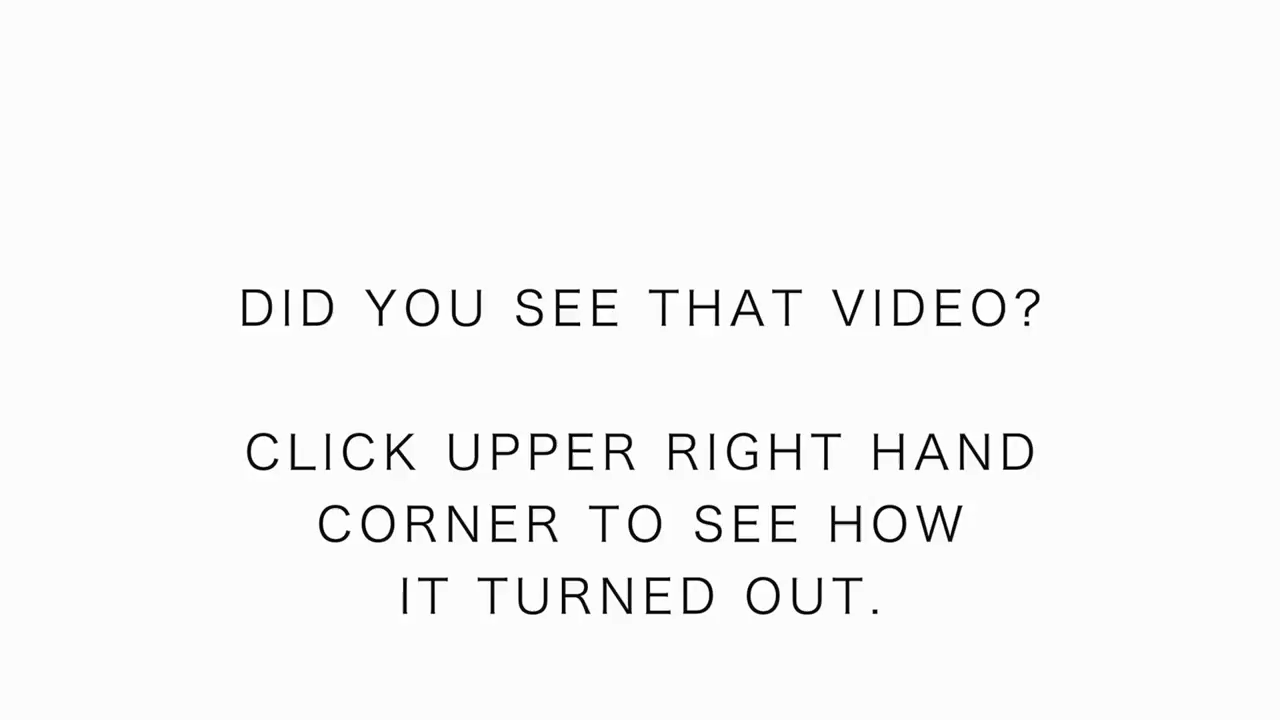 DID YOU SEE THAT VIDEO?
CLICK UPPER RIGHT HAND
CORNER TO SEE HOW
IT TURNED OUT.